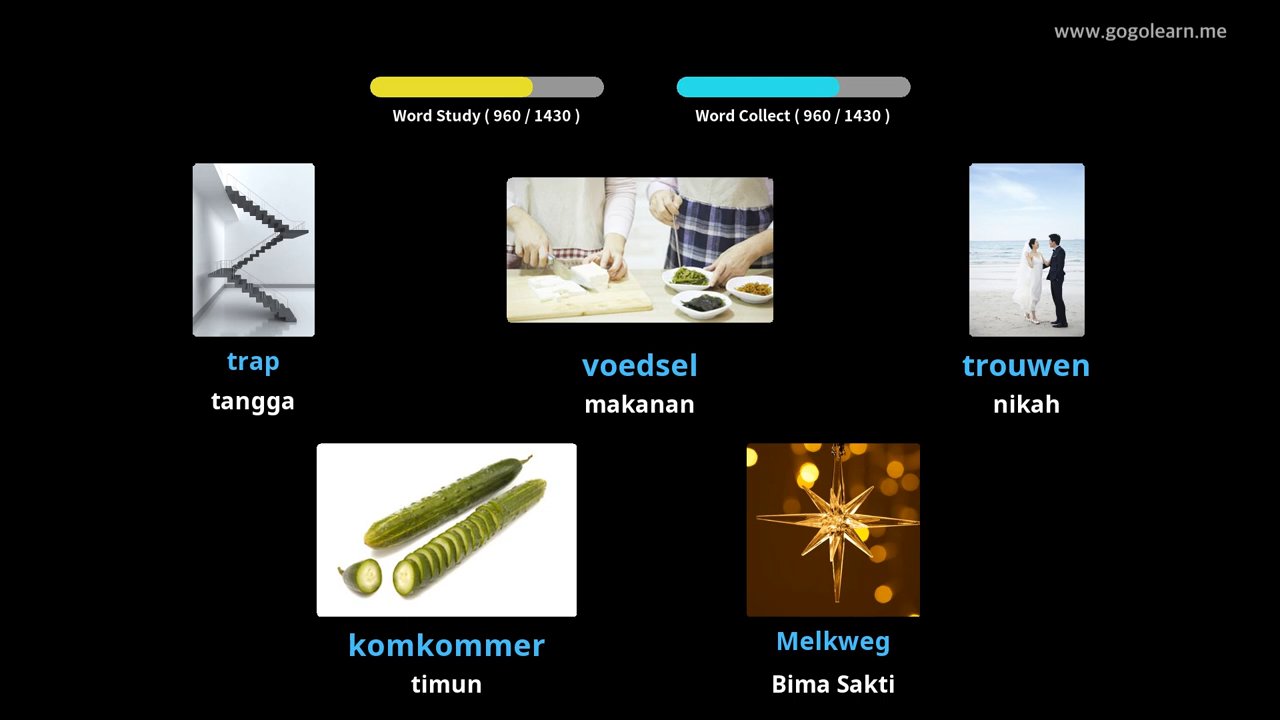 www.gogolearn.me
Word Study ( 960 / 1430 )
Word Collect ( 960 / 1430 )
trap
tangga
voedsel
makanan
trouwen
nikah
komkommer
timun
Melkweg
Bima Sakti